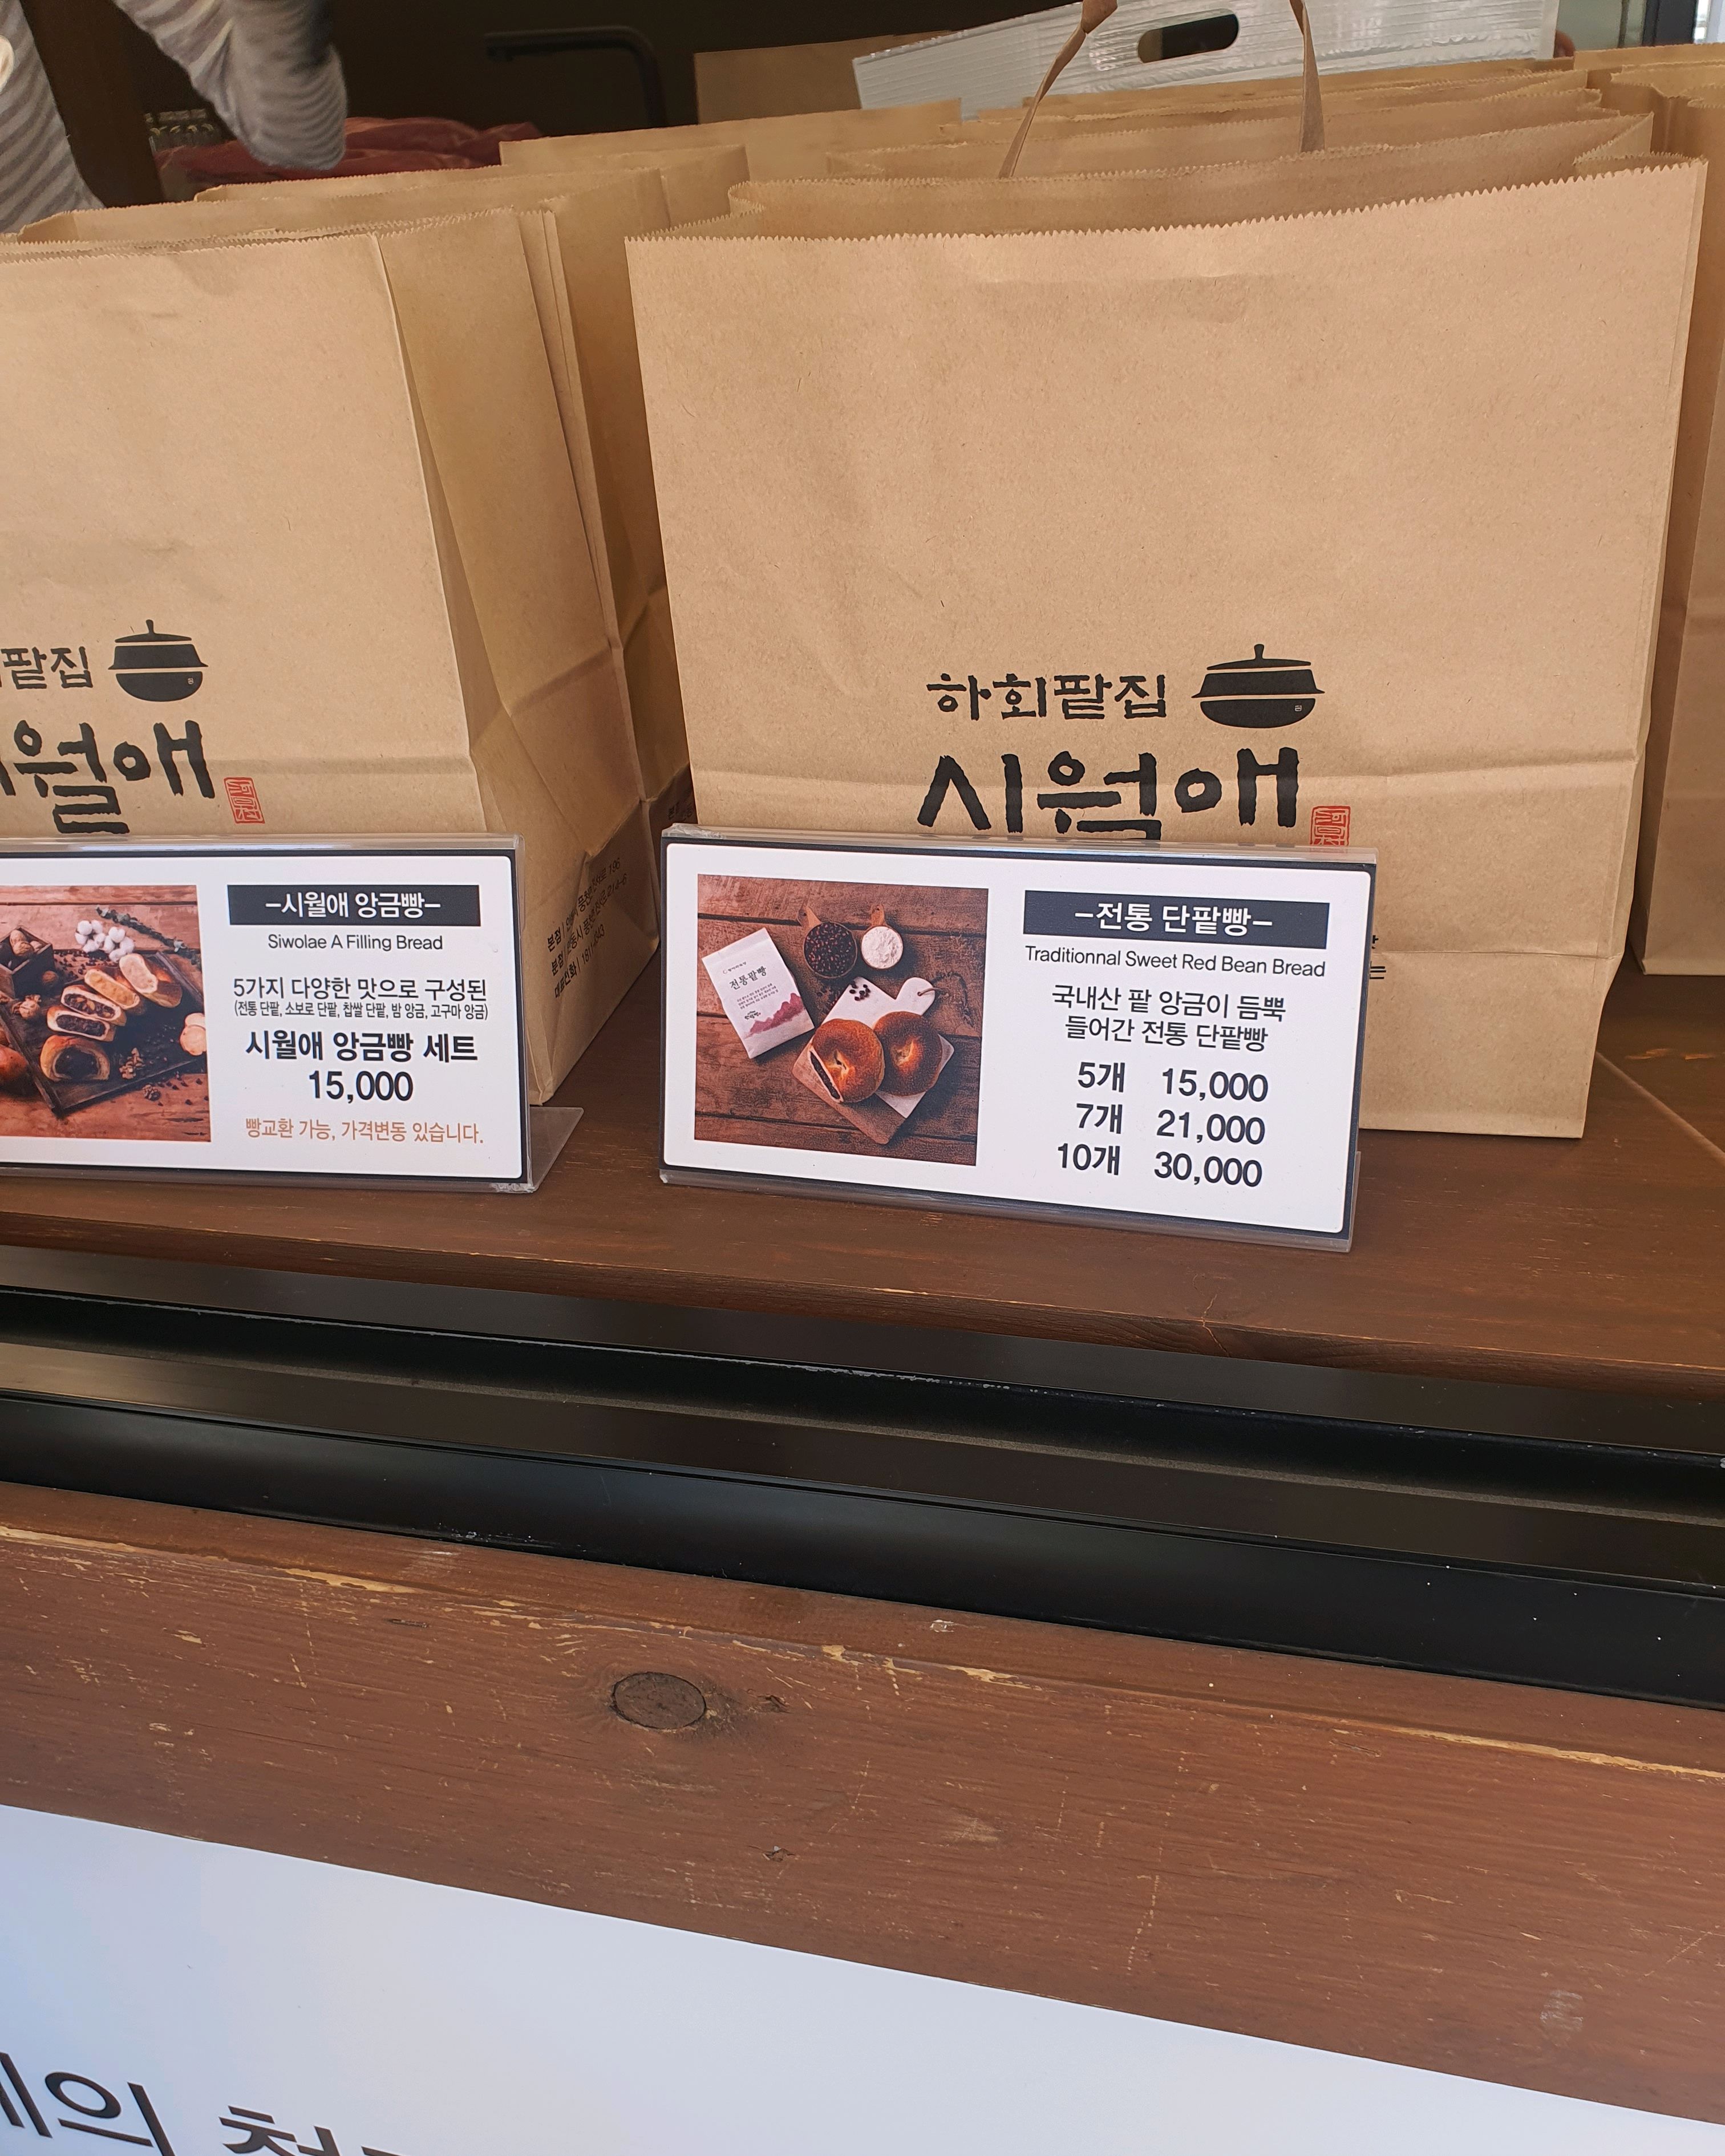 팥집
월애
하회팥집
시월애
-시월애 앙금빵-
Siwolae A Filling Bread
5가지 다양한 맛으로 구성된
(전통 단팥, 소보로 단팥, 찹쌀 단팥, 밤 앙금, 고구마 앙금)
시월애 앙금빵 세트
15,000
빵교환 가능, 가격변동 있습니다.
-전통 단팥빵-
Traditionnal Sweet Red Bean Bread
국내산 팥 앙금이 듬뿍
들어간 전통 단팥빵
5개 15,000
7개 21,000
10개 30,000
전통팥빵